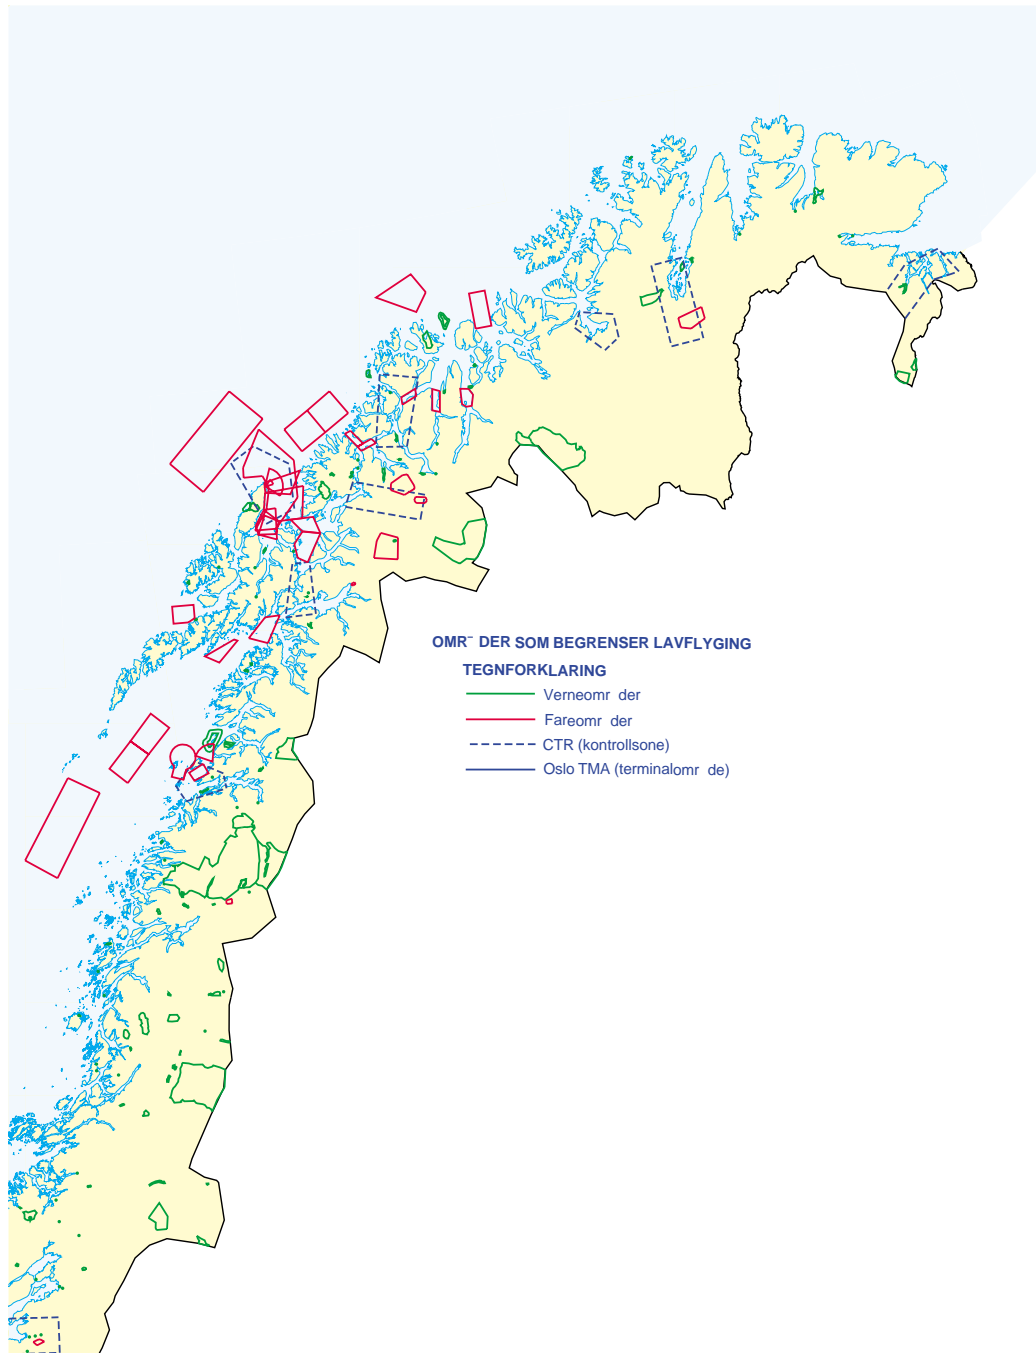 OMR¯ DER SOM BEGRENSER LAVFLYGING
TEGNFORKLARING
Verneomr der
Fareomr der
CTR (kontrollsone)
Oslo TMA (terminalomr de)